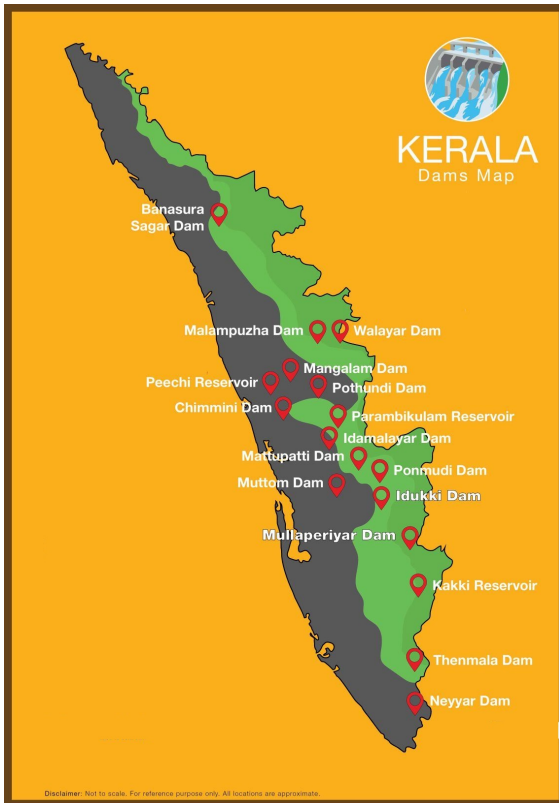 KERALA
Dams Map
Banasura
Sagar Dam
Malampuzha Dam
Walayar Dam
Mangalam Dam
Peechi Reservoir
Pothundi Dam
Chimmini Dam
Parambikulam Reservoir
Idamalayar Dam
Mattupatti Dam
Ponmudi Dam
Muttom Dam
Idukki Dam
Mullaperiyar Dam
Kakki Reservoir
Thenmala Dam
Neyyar Dam
Disclaimer: Not to scale. For reference purpose only. All locations are approximate.